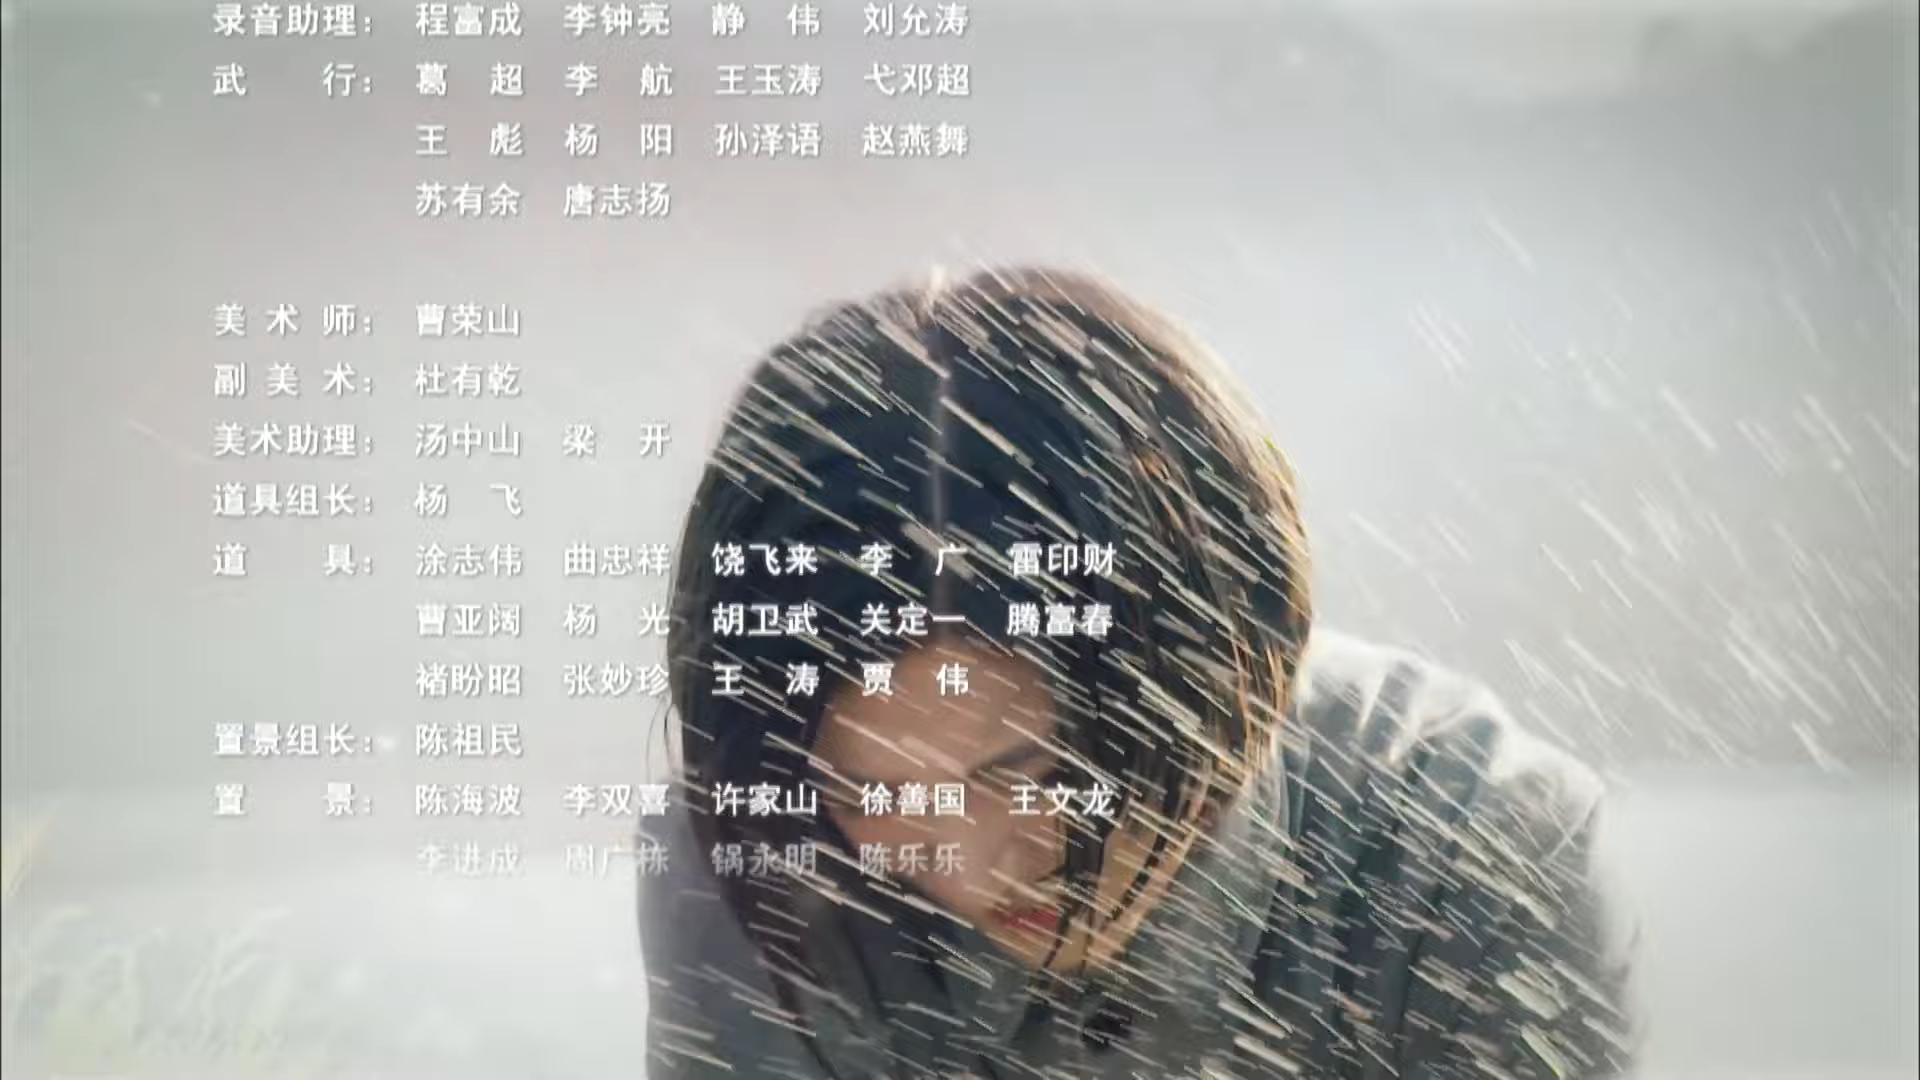 录音助理： 程富成 李钟亮 静 伟 刘允涛
武 行： 葛 超 李 航 王玉涛 弋邓超
王 彪 杨 阳 孙泽语 赵燕舞
苏有余 唐志扬
美 术 师： 曹荣山
副 美 术： 杜有乾
美术助理： 汤中山 梁 开
道具组长： 杨 飞
道 具： 涂志伟 曲忠祥 饶飞来 李 广 雷印财
曹亚阔 杨 光 胡卫武 关定一 腾富春
褚盼昭 张妙珍 王 涛 贾 伟
置景组长： 陈祖民
置 景： 陈海波 李双喜 许家山 徐善国 王文龙
李进成 周广栋 锅永明 陈乐乐